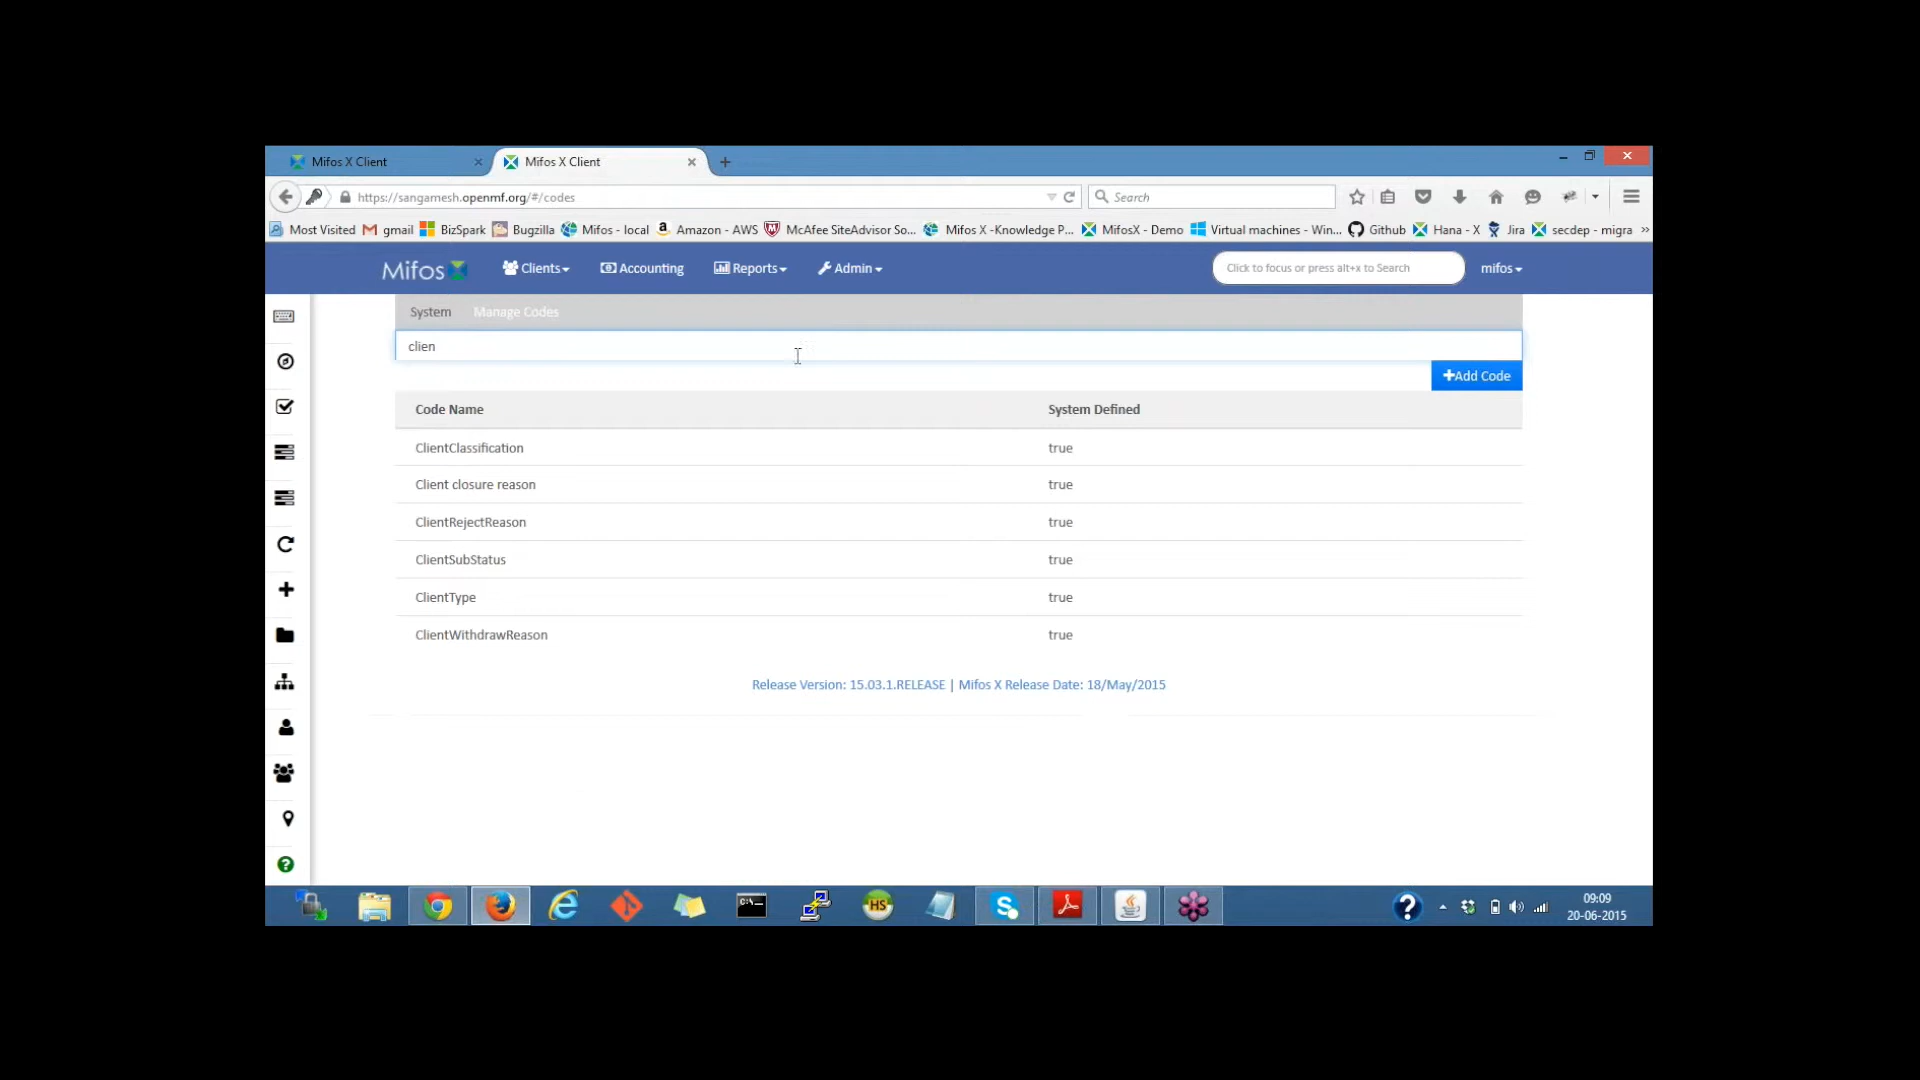 Mifos X Client
Mifos X Client
https://sangamesh.openmf.org/#/codes
Search
Most Visited gmail BizSpark Bugzilla Mifos - local Amazon - AWS McAfee SiteAdvisor So... Mifos X -Knowledge P... MifosX - Demo Virtual machines - Win... Github Hana - X Jira secdep - migra »
Mifos Clients Accounting Reports Admin Click to focus or press alt+x to Search mifos
System Manage Codes
clien
Add Code
Code Name System Defined
ClientClassification true
Client closure reason true
ClientRejectReason true
ClientSubStatus true
ClientType true
ClientWithdrawReason true
Release Version: 15.03.1.RELEASE | Mifos X Release Date: 18/May/2015
C:\
HS
09:09
20-06-2015